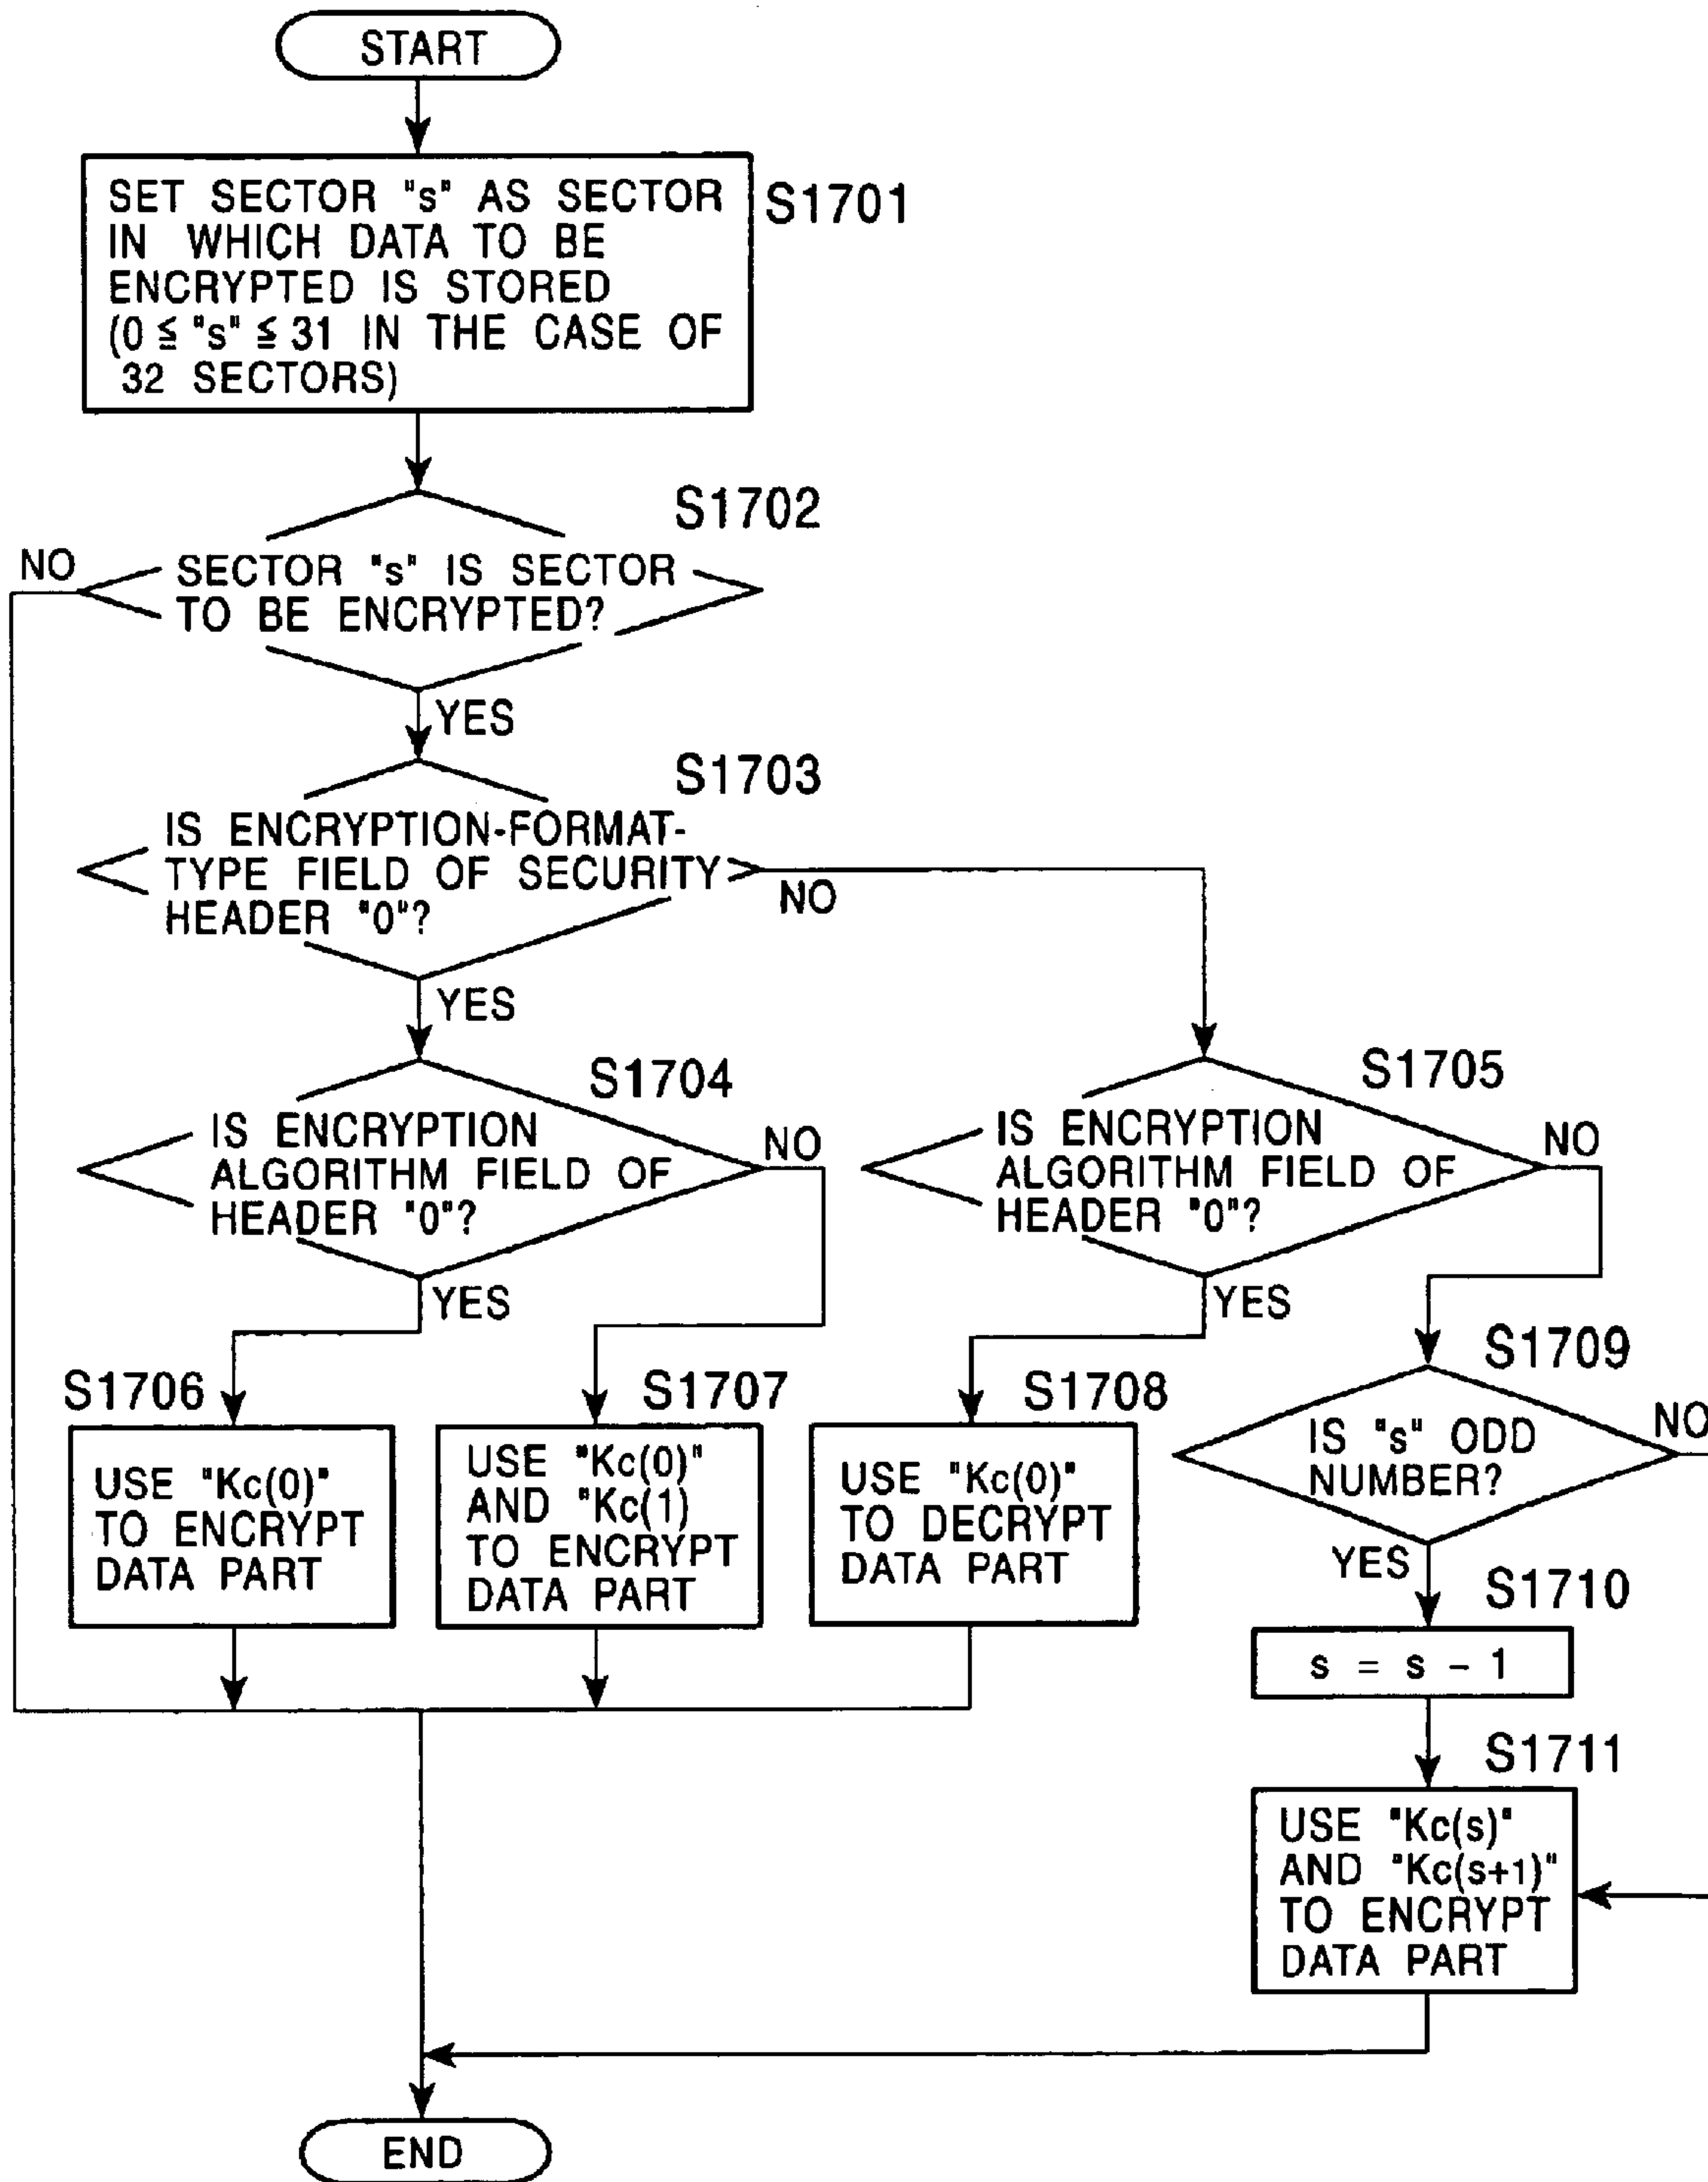 START
SET SECTOR "s" AS SECTOR
IN WHICH DATA TO BE
ENCRYPTED IS STORED
(0 ≦ "s" ≦ 31 IN THE CASE OF
32 SECTORS)
S1701
S1702
NO
SECTOR "s" IS SECTOR
TO BE ENCRYPTED?
YES
S1703
IS ENCRYPTION-FORMAT-
TYPE FIELD OF SECURITY
HEADER "0"?
NO
YES
S1704
IS ENCRYPTION
ALGORITHM FIELD OF
HEADER "0"?
NO
YES
S1705
IS ENCRYPTION
ALGORITHM FIELD OF
HEADER "0"?
NO
YES
S1706
USE "Kc(0)"
TO ENCRYPT
DATA PART
S1707
USE "Kc(0)"
AND "Kc(1)
TO ENCRYPT
DATA PART
S1708
USE "Kc(0)"
TO DECRYPT
DATA PART
S1709
IS "s" ODD
NUMBER?
NO
YES
S1710
s = s - 1
S1711
USE "Kc(s)"
AND "Kc(s+1)"
TO ENCRYPT
DATA PART
END